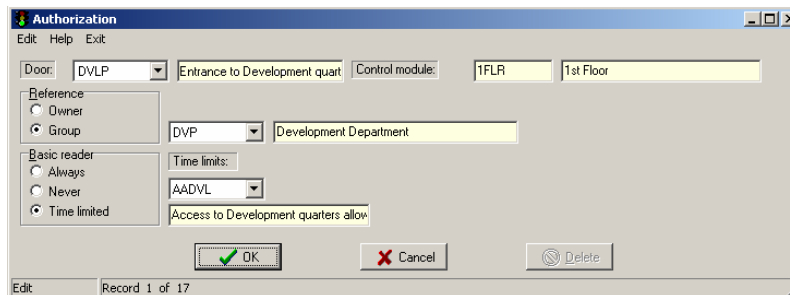 Authorization
Edit Help Exit
Door: DVLP Entrance to Development quart Control module: 1FLR 1st Floor
Reference
Owner
Group DVP Development Department
Basic reader Time limits:
Always
Never AADVL
Time limited Access to Development quarters allow
OK Cancel Delete
Edit Record 1 of 17